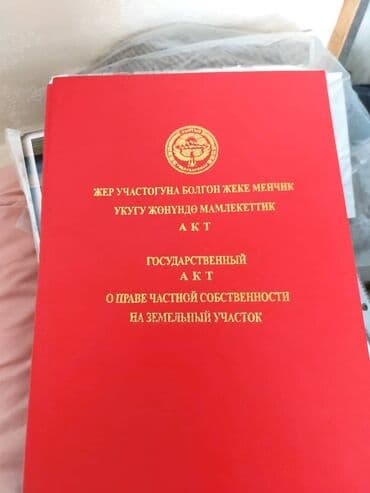 ЖЕР УЧАСТОГУНА БОЛГОН ЖЕКЕ МЕНЧИК
УКУГУ ЖӨНҮНДӨ МАМЛЕКЕТТИК
АКТ
ГОСУДАРСТВЕННЫЙ
АКТ
О ПРАВЕ ЧАСТНОЙ СОБСТВЕННОСТИ
НА ЗЕМЕЛЬНЫЙ УЧАСТОК